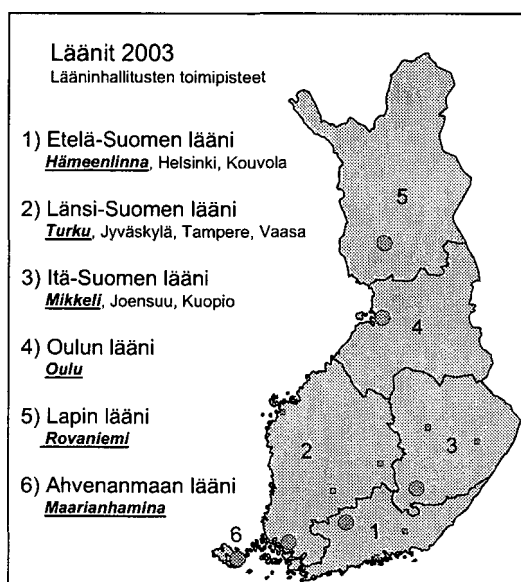 Läänit 2003
Lääninhallitusten toimipisteet
1) Etelä-Suomen lääni
Hämeenlinna, Helsinki, Kouvola
2) Länsi-Suomen lääni
Turku, Jyväskylä, Tampere, Vaasa
3) Itä-Suomen lääni
Mikkeli, Joensuu, Kuopio
4) Oulun lääni
Oulu
5) Lapin lääni
Rovaniemi
6) Ahvenanmaan lääni
Maarianhamina
5
4
2
3
1
6